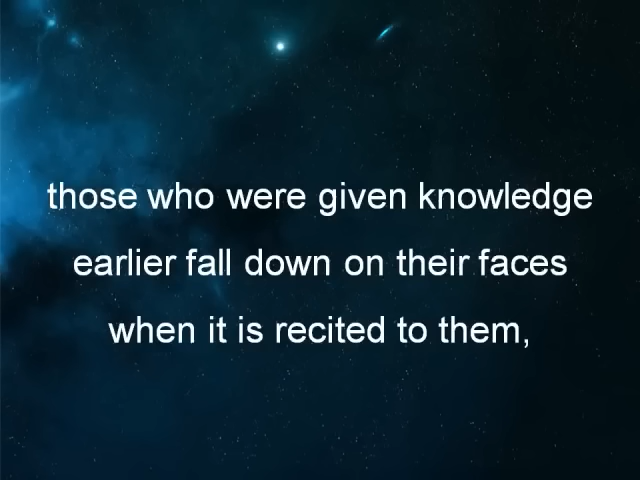 those who were given knowledge
earlier fall down on their faces
when it is recited to them,